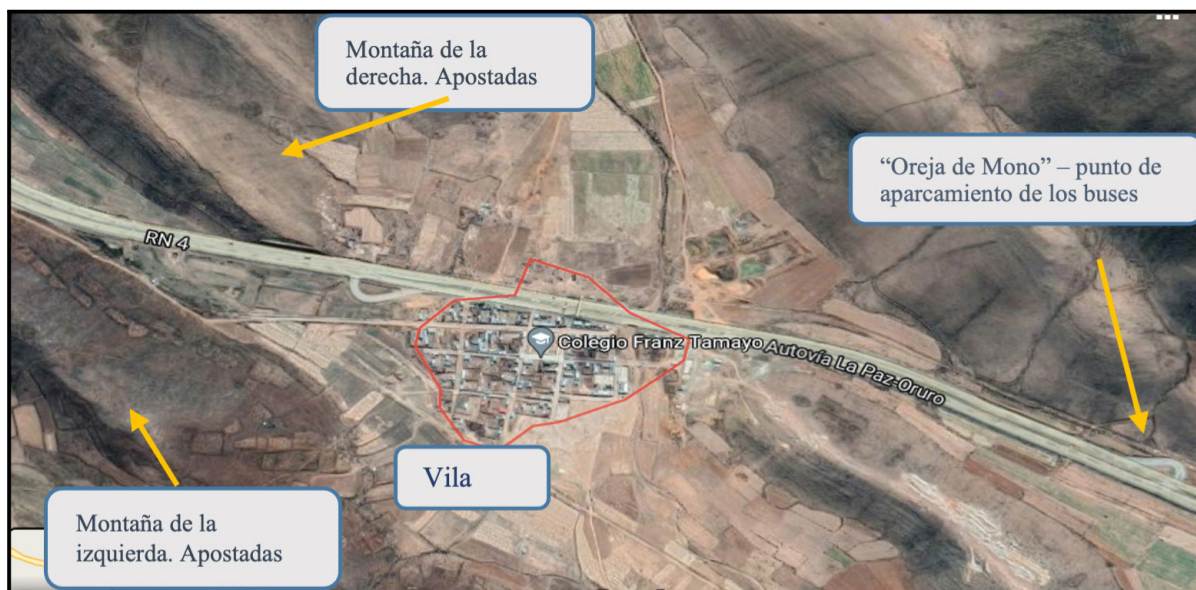 Montaña de la
derecha. Apostadas
“Oreja de Mono” – punto de
aparcamiento de los buses
RN 4
Colegio Franz Tamayo
Autovía La Paz-Oruro
Vila
Montaña de la
izquierda. Apostadas